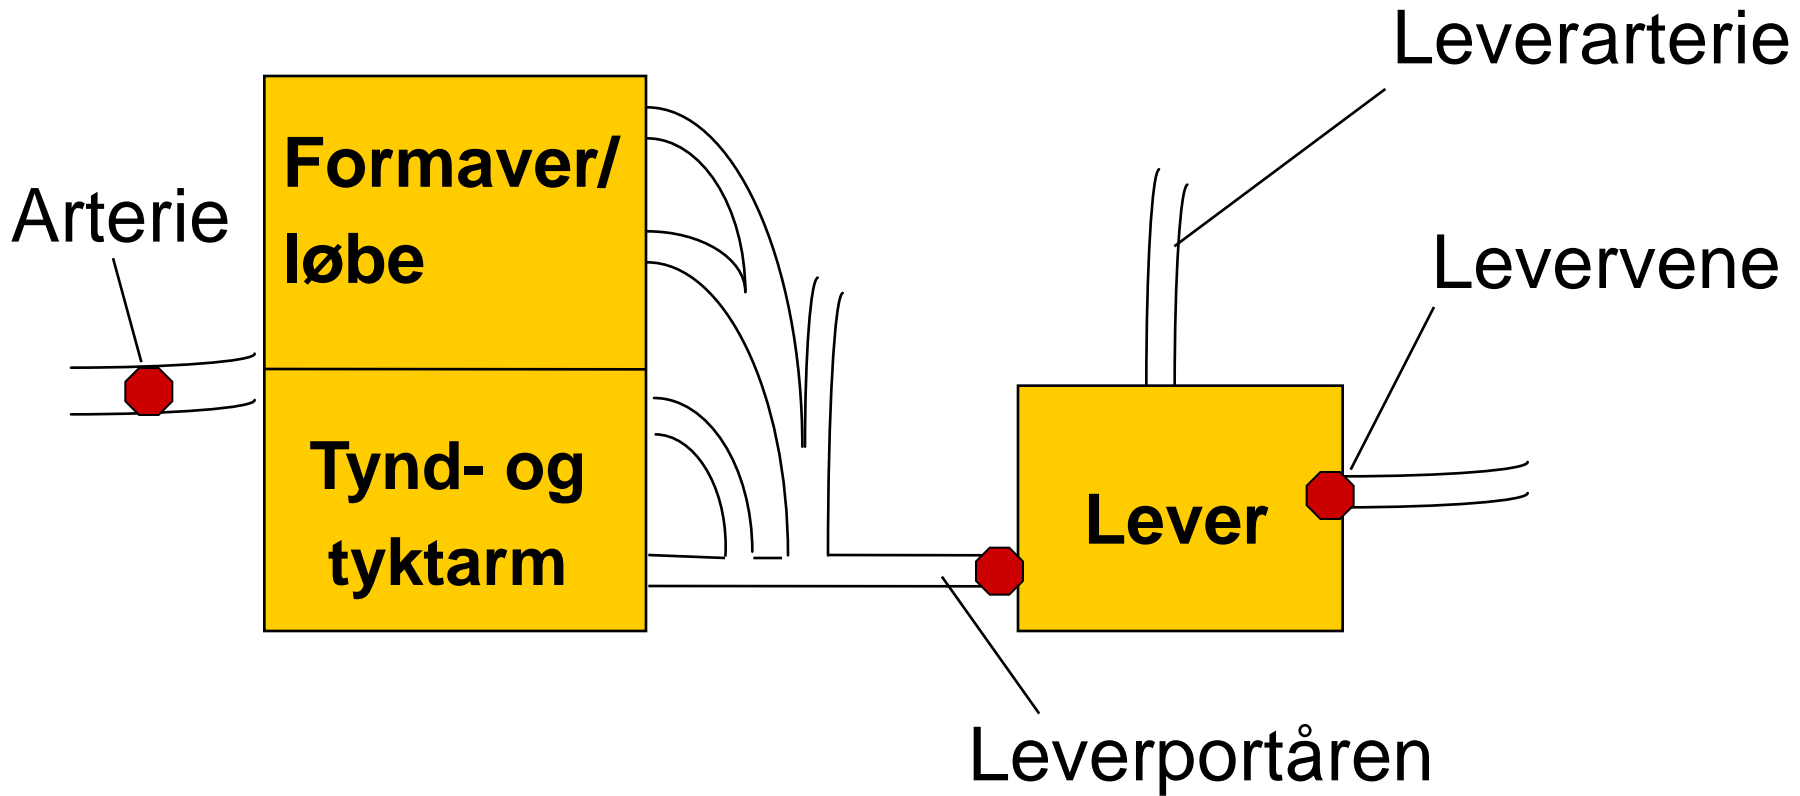 Leverarterie
Formaver/
løbe
Arterie
Levervene
Tynd- og
tyktarm
Lever
Leverportåren